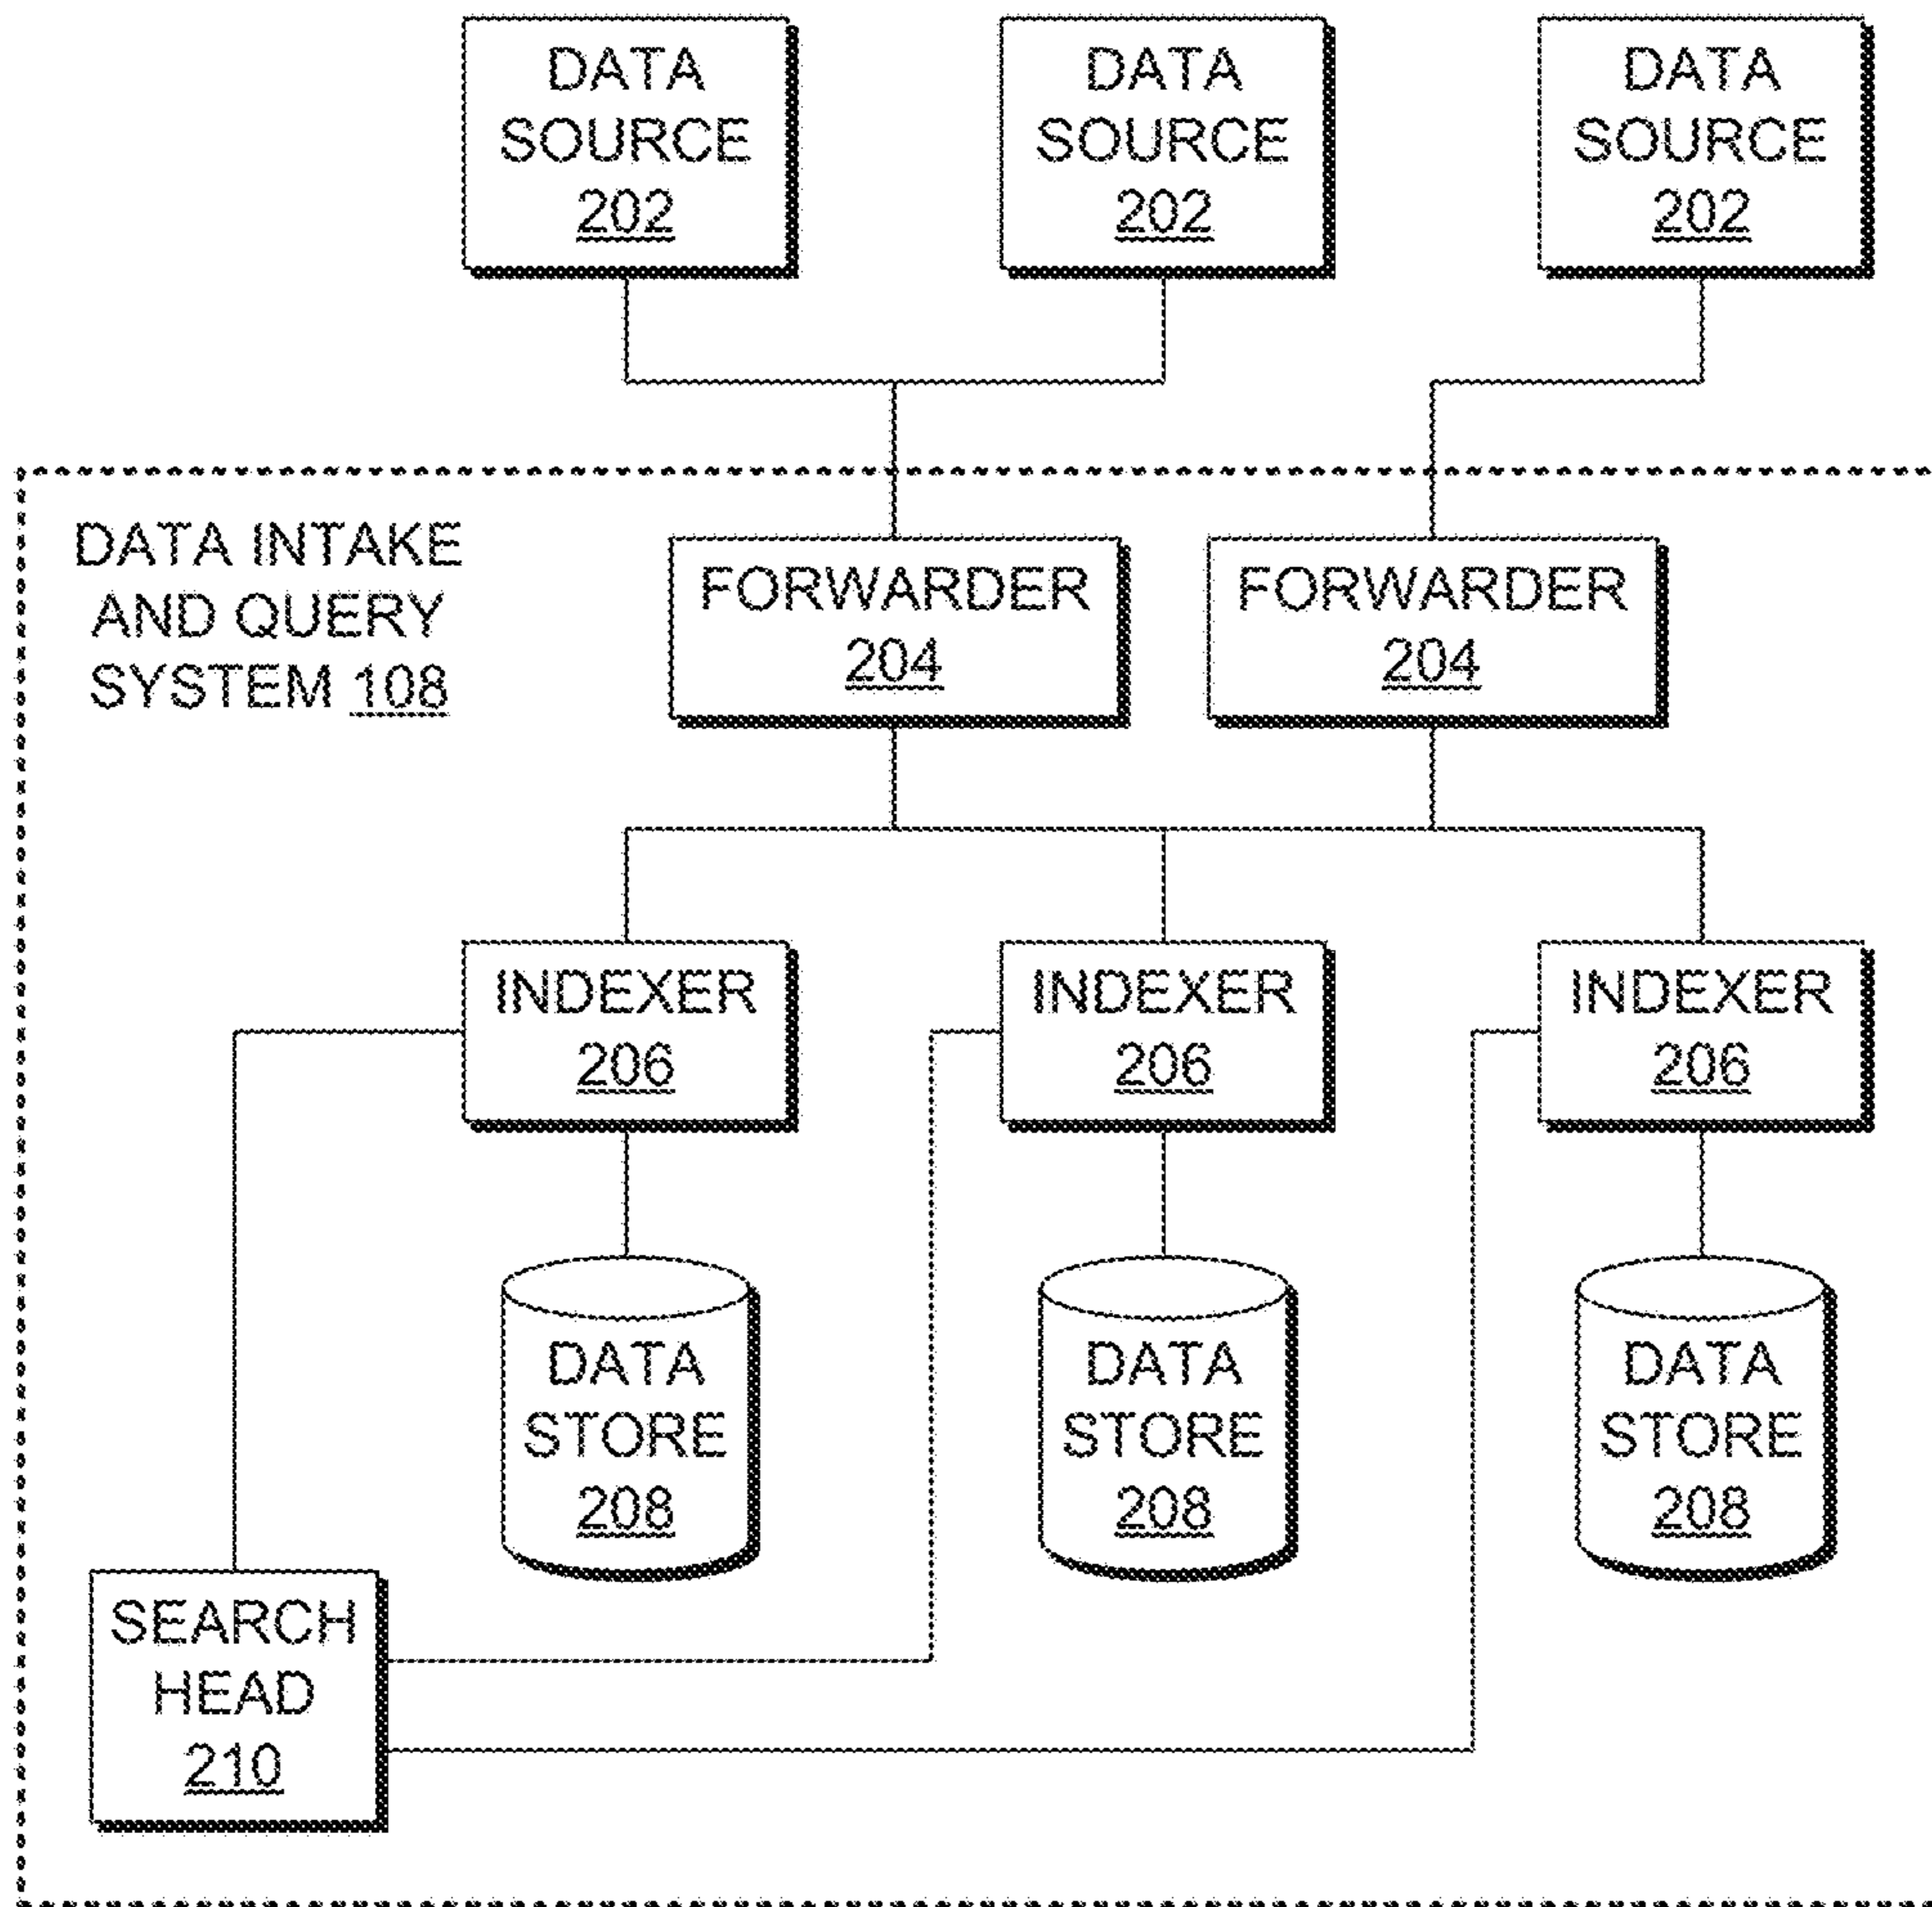 DATA
SOURCE
202
DATA
SOURCE
202
DATA
SOURCE
202
DATA INTAKE
AND QUERY
SYSTEM 108
FORWARDER
204
FORWARDER
204
INDEXER
206
INDEXER
206
INDEXER
206
DATA
STORE
208
DATA
STORE
208
DATA
STORE
208
SEARCH
HEAD
210